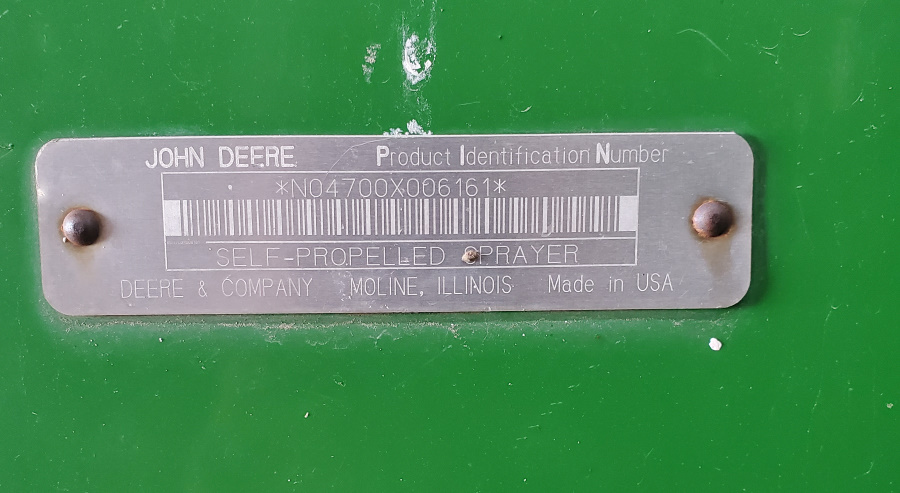 JOHN DEERE Product Identification Number
*N04700X006161*
SELF-PROPELLED SPRAYER
DEERE & COMPANY MOLINE, ILLINOIS Made in USA